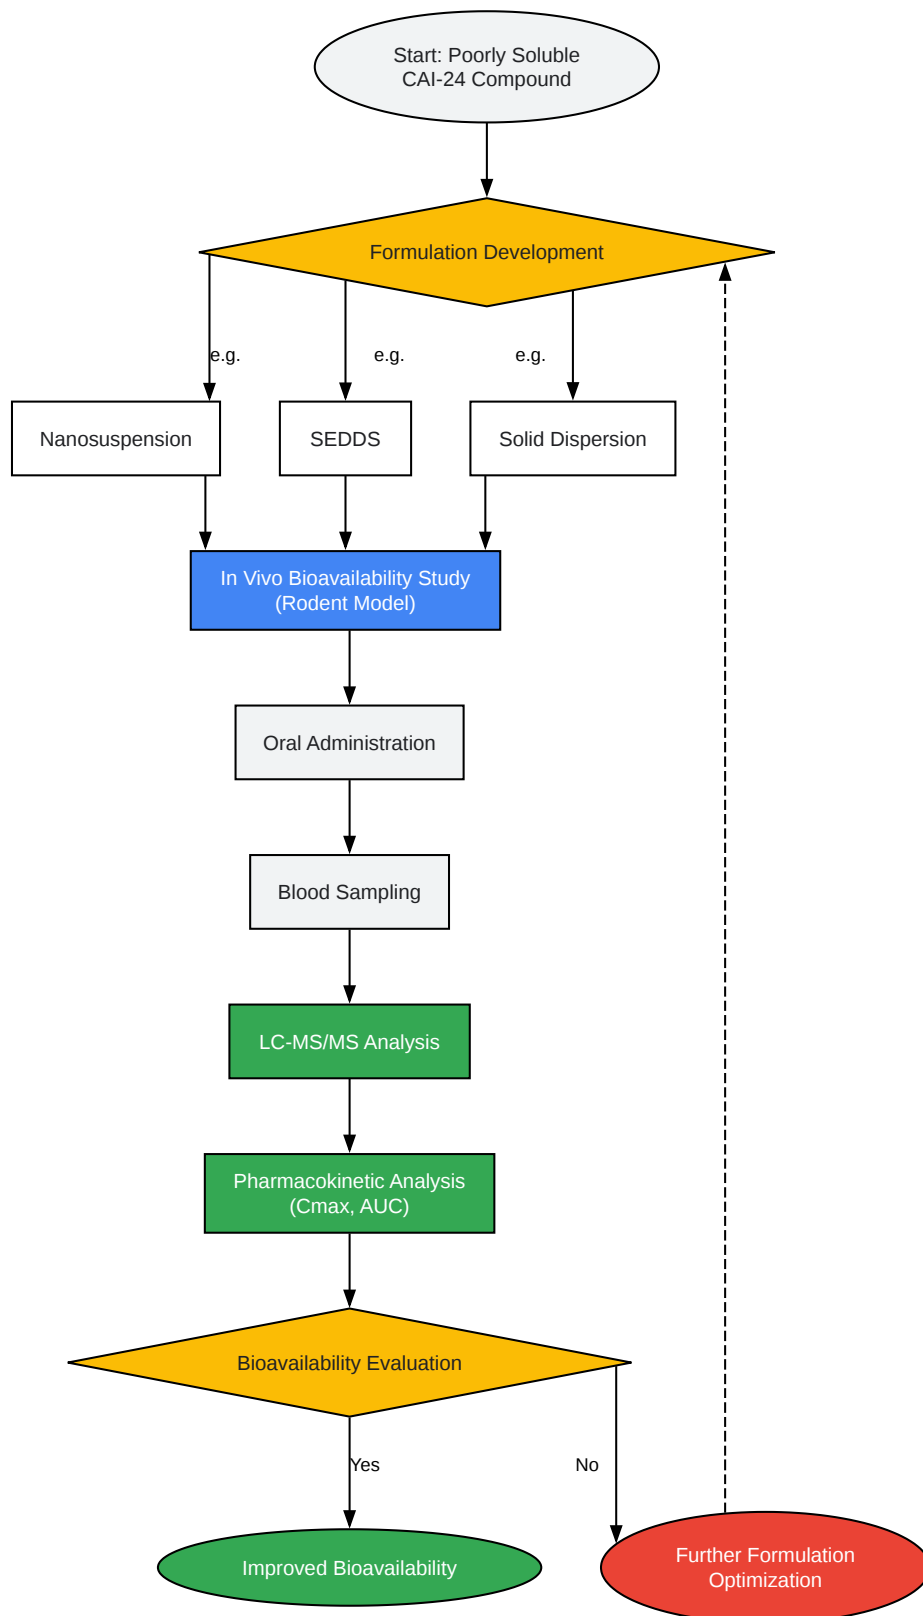 Start: Poorly Soluble
CAI-24 Compound
Formulation Development
e.g.
e.g.
e.g.
Nanosuspension
SEDDS
Solid Dispersion
In Vivo Bioavailability Study
(Rodent Model)
Oral Administration
Blood Sampling
LC-MS/MS Analysis
Pharmacokinetic Analysis
(Cmax, AUC)
Bioavailability Evaluation
Yes
No
Improved Bioavailability
Further Formulation
Optimization